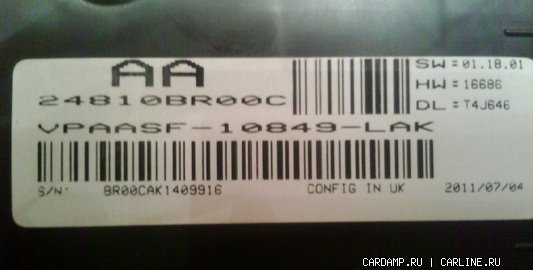 AA
24810BR00C
VPAASF-10849-LAK
SW = 01.18.01
HW = 16686
DL = T4J646
S/N: BR00CAK1409916 CONFIG IN UK 2011/07/04
CARDAMP.RU | CARLINE.RU